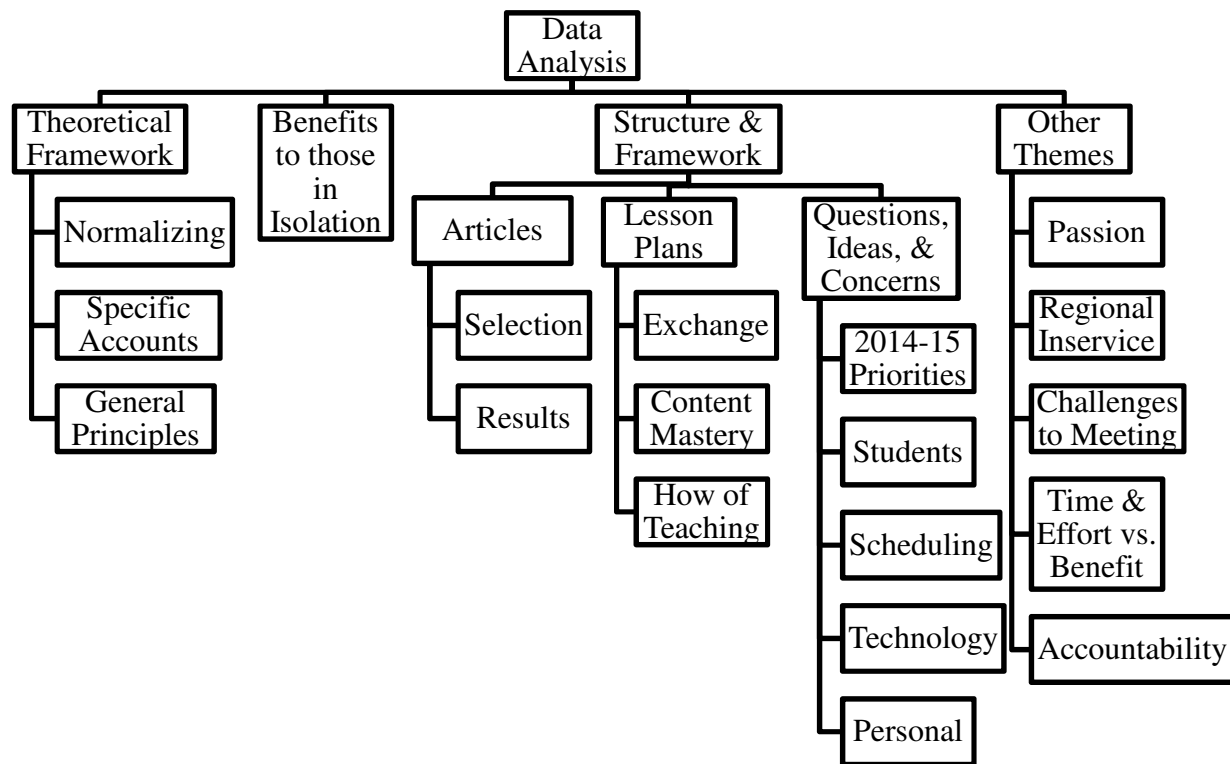 Data
Analysis
Theoretical
Framework
Normalizing
Specific
Accounts
General
Principles
Benefits
to those
in
Isolation
Structure &
Framework
Articles
Selection
Results
Lesson
Plans
Exchange
Content
Mastery
How of
Teaching
Questions,
Ideas, &
Concerns
2014-15
Priorities
Students
Scheduling
Technology
Personal
Other
Themes
Passion
Regional
Inservice
Challenges
to Meeting
Time &
Effort vs.
Benefit
Accountability